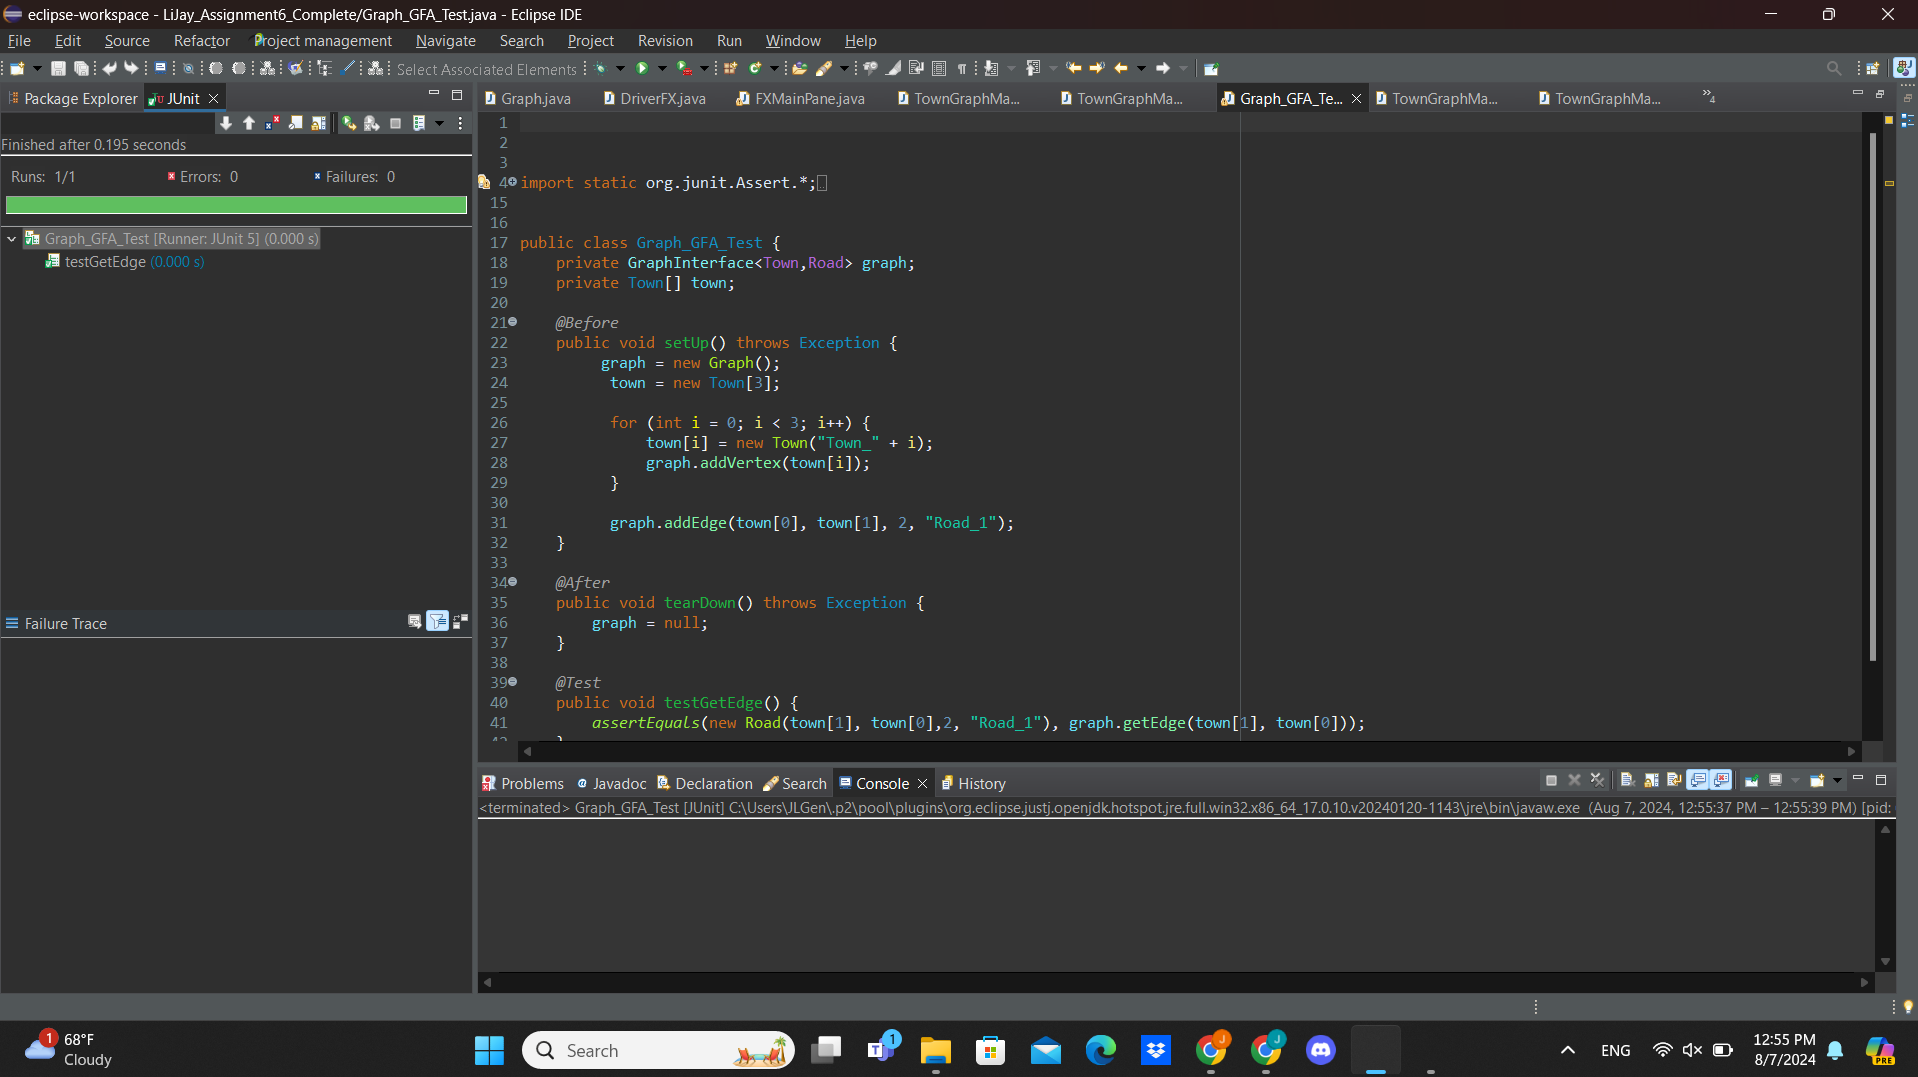 eclipse-workspace - LiJay_Assignment6_Complete/Graph_GFA_Test.java - Eclipse IDE
File Edit Source Refactor Project management Navigate Search Project Revision Run Window Help
Select Associated Elements
Package Explorer JUnit
Graph.java DriverFX.java FXMainPane.java TownGraphMa... TownGraphMa... Graph_GFA_Te... TownGraphMa... TownGraphMa... »4
Finished after 0.195 seconds
Runs: 1/1 Errors: 0 Failures: 0
Graph_GFA_Test [Runner: JUnit 5] (0.000 s)
testGetEdge (0.000 s)
Failure Trace
1
2
3
4 import static org.junit.Assert.*;
15
16
17 public class Graph_GFA_Test {
18 private GraphInterface<Town,Road> graph;
19 private Town[] town;
20
21 @Before
22 public void setUp() throws Exception {
23 graph = new Graph();
24 town = new Town[3];
25
26 for (int i = 0; i < 3; i++) {
27 town[i] = new Town("Town_" + i);
28 graph.addVertex(town[i]);
29 }
30
31 graph.addEdge(town[0], town[1], 2, "Road_1");
32 }
33
34 @After
35 public void tearDown() throws Exception {
36 graph = null;
37 }
38
39 @Test
40 public void testGetEdge() {
41 assertEquals(new Road(town[1], town[0],2, "Road_1"), graph.getEdge(town[1], town[0]));
Problems Javadoc Declaration Search Console History
<terminated> Graph_GFA_Test [JUnit] C:\Users\JLGen\.p2\pool\plugins\org.eclipse.justj.openjdk.hotspot.jre.full.win32.x86_64_17.0.10.v20240120-1143\jre\bin\javaw.exe (Aug 7, 2024, 12:55:37 PM – 12:55:39 PM) [pid:
1
68°F
Cloudy
Search
1
J
J
ENG
12:55 PM
8/7/2024
PRE